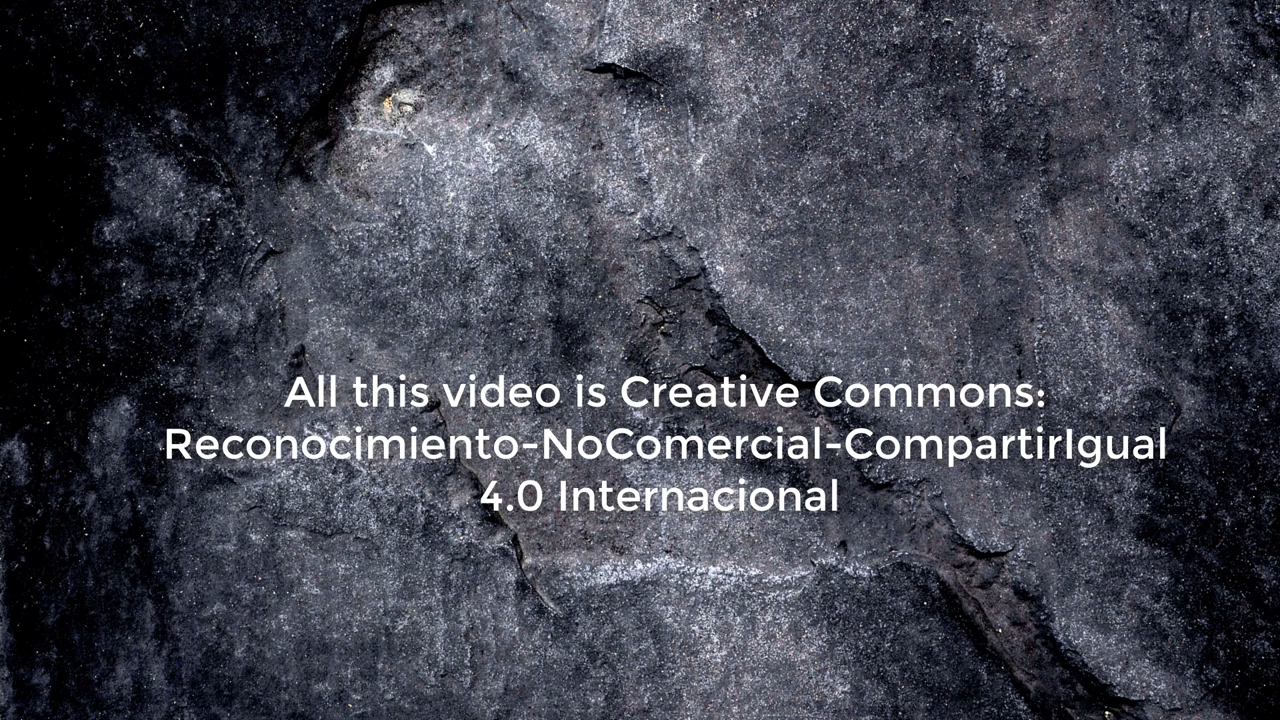 All this video is Creative Commons:
Reconocimiento-NoComercial-CompartirIgual
4.0 Internacional